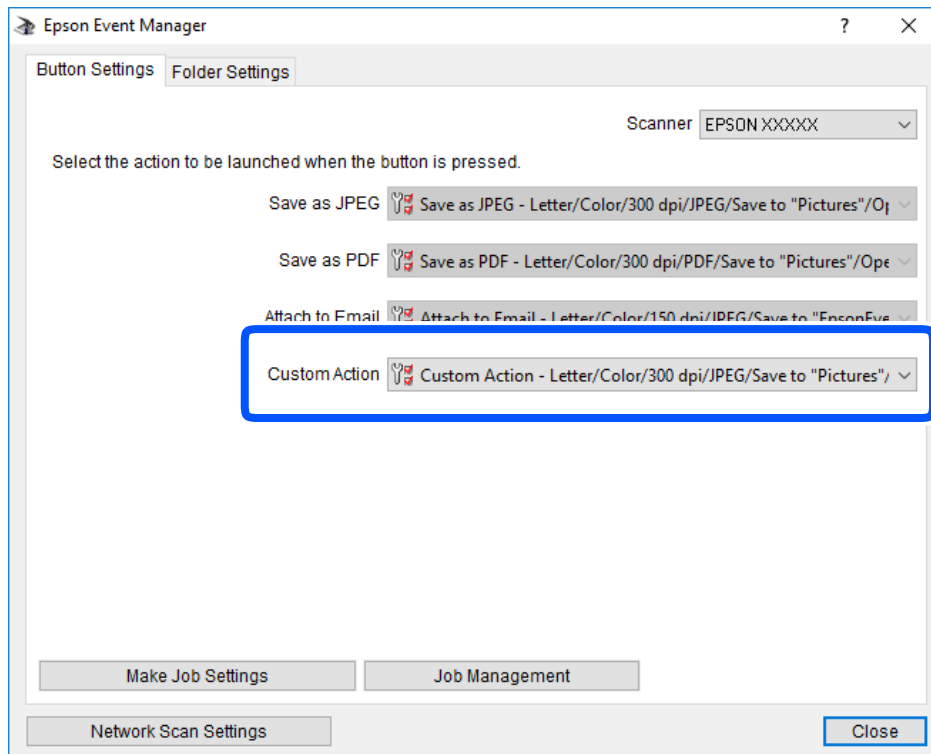 Epson Event Manager
Button Settings Folder Settings
Scanner EPSON XXXXX
Select the action to be launched when the button is pressed.
Save as JPEG Save as JPEG - Letter/Color/300 dpi/JPEG/Save to "Pictures"/Op
Save as PDF Save as PDF - Letter/Color/300 dpi/PDF/Save to "Pictures"/Ope
Attach to Email Attach to Email - Letter/Color/150 dpi/JPEG/Save to "EpsonEve
Custom Action Custom Action - Letter/Color/300 dpi/JPEG/Save to "Pictures"/
Make Job Settings Job Management
Network Scan Settings Close